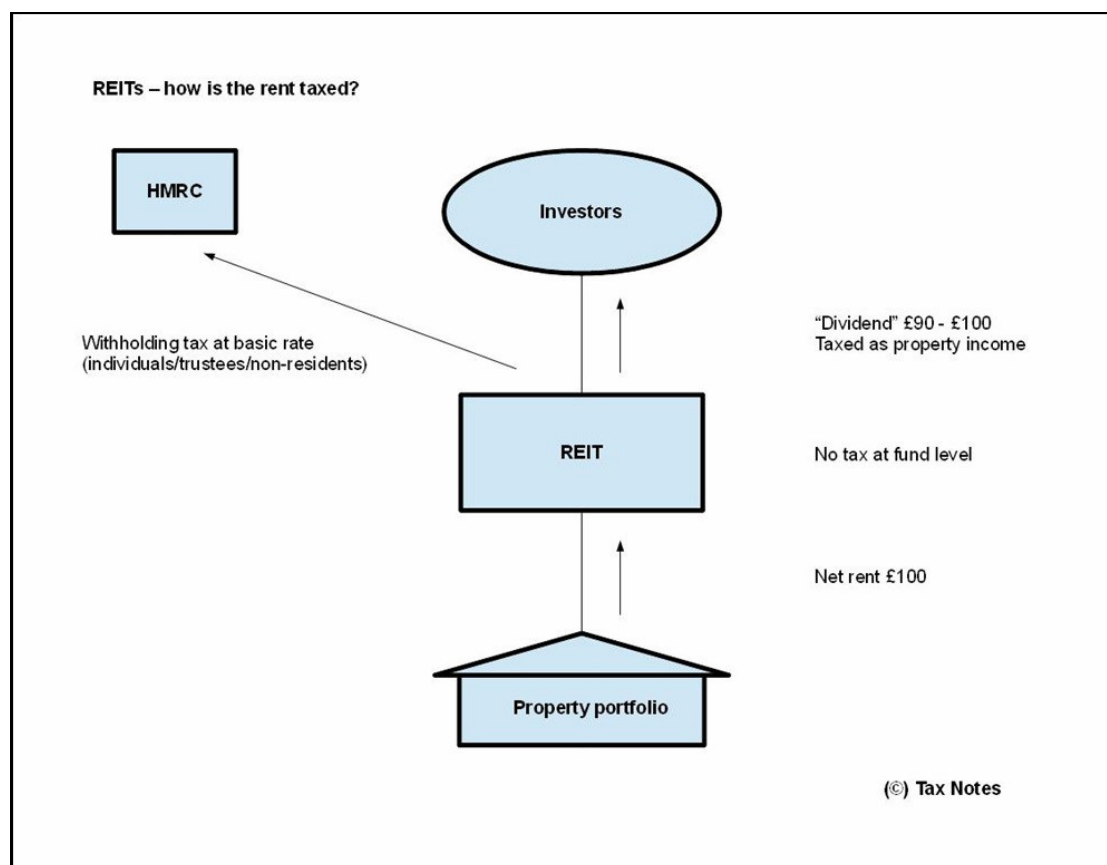 REITs – how is the rent taxed?
HMRC
Investors
Withholding tax at basic rate
(individuals/trustees/non-residents)
“Dividend” £90 - £100
Taxed as property income
REIT
No tax at fund level
Net rent £100
Property portfolio
(©) Tax Notes